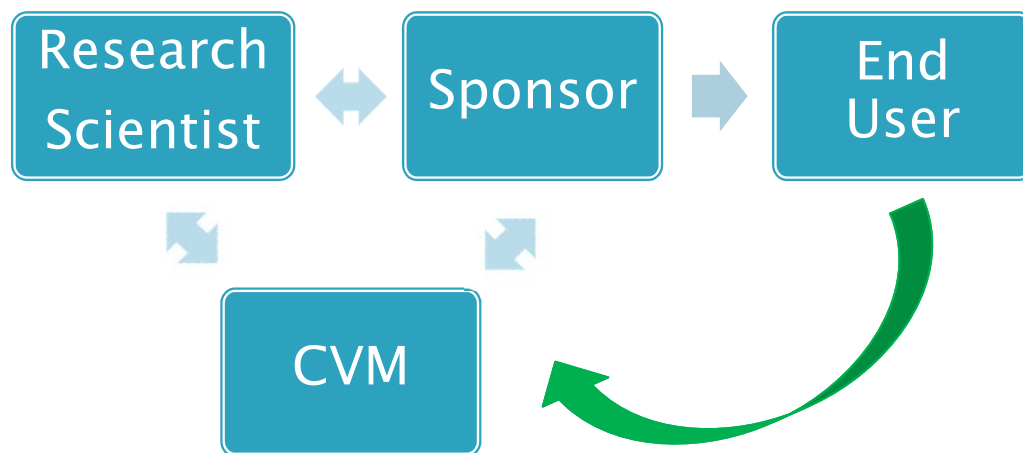 Research
Scientist
Sponsor
End
User
CVM